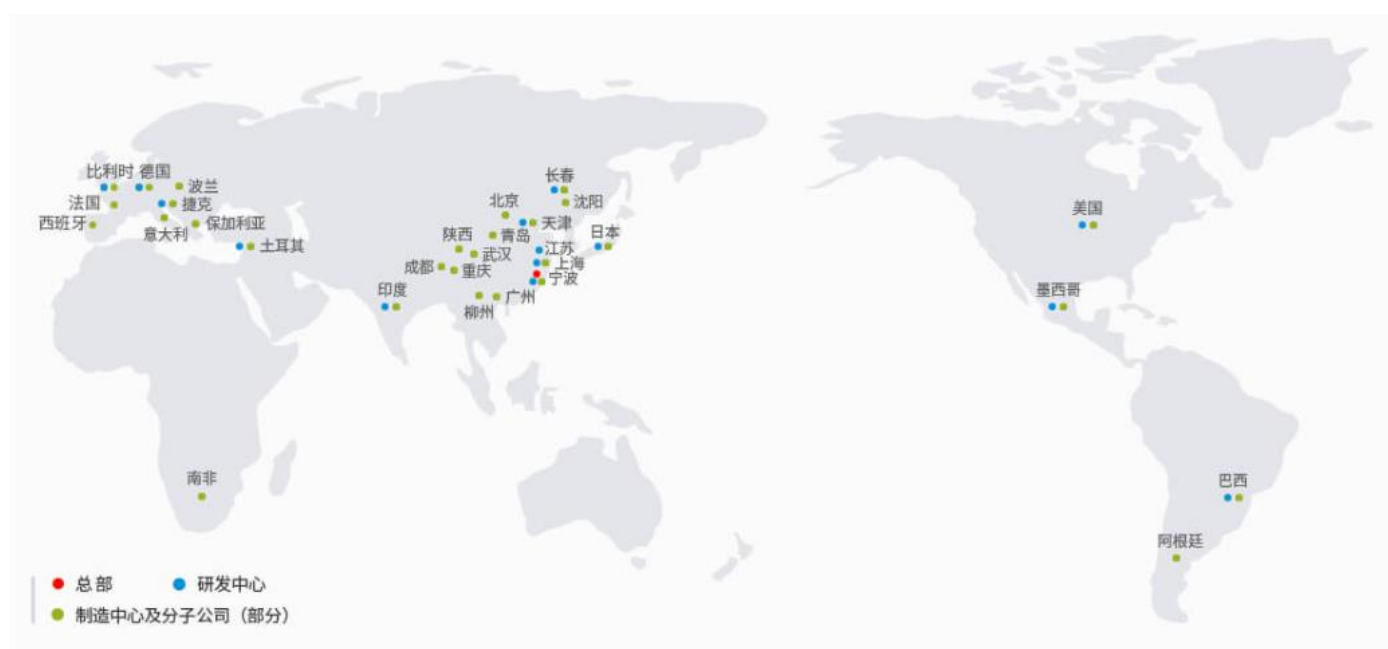 比利时 德国
波兰
法国
捷克
西班牙
意大利
保加利亚
土耳其
长春
北京
沈阳
天津
陕西
青岛
日本
武汉
江苏
成都
重庆
上海
宁波
印度
广州
柳州
美国
墨西哥
南非
巴西
阿根廷
总部
研发中心
制造中心及分子公司（部分）